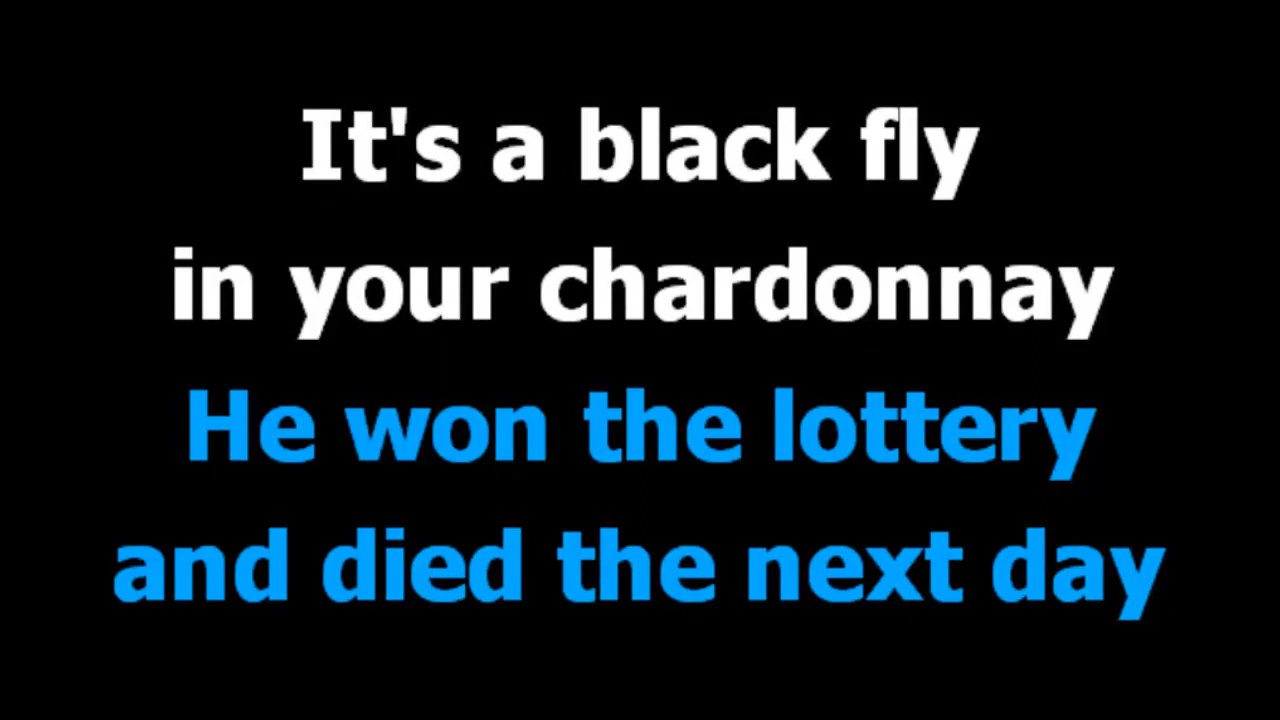 It's a black fly
in your chardonnay
He won the lottery
and died the next day